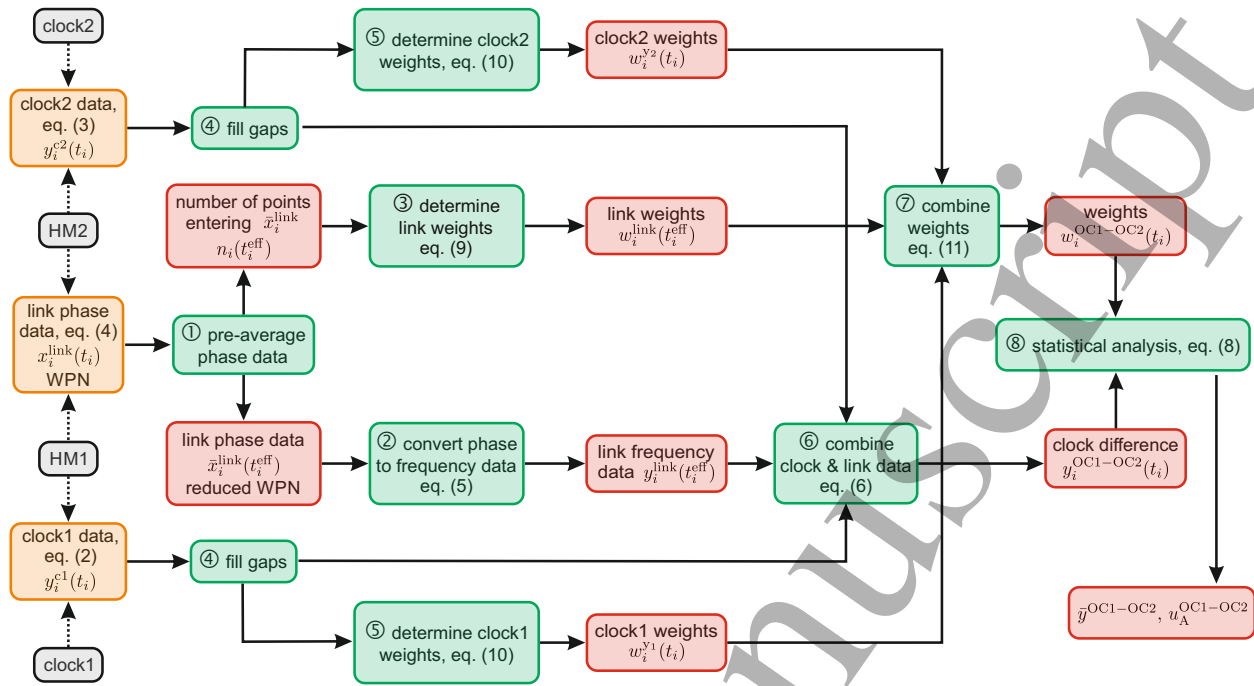 clock2
clock2 data,
eq. (3)
y_i^{c2}(t_i)
HM2
link phase
data, eq. (4)
x_i^{link}(t_i)
WPN
HM1
clock1 data,
eq. (2)
y_i^{c1}(t_i)
clock1
④ fill gaps
number of points
entering x̄_i^{link}
n_i(t_i^{eff})
① pre-average
phase data
link phase data
x̄_i^{link}(t_i^{eff})
reduced WPN
④ fill gaps
⑤ determine clock2
weights, eq. (10)
③ determine
link weights
eq. (9)
② convert phase
to frequency data
eq. (5)
⑤ determine clock1
weights, eq. (10)
clock2 weights
w_i^{y_2}(t_i)
link weights
w_i^{link}(t_i^{eff})
link frequency
data y_i^{link}(t_i^{eff})
clock1 weights
w_i^{y_1}(t_i)
⑦ combine
weights
eq. (11)
⑥ combine
clock & link data
eq. (6)
weights
w_i^{OC1−OC2}(t_i)
⑧ statistical analysis, eq. (8)
clock difference
y_i^{OC1−OC2}(t_i)
ȳ^{OC1−OC2}, u_A^{OC1−OC2}
nuscript